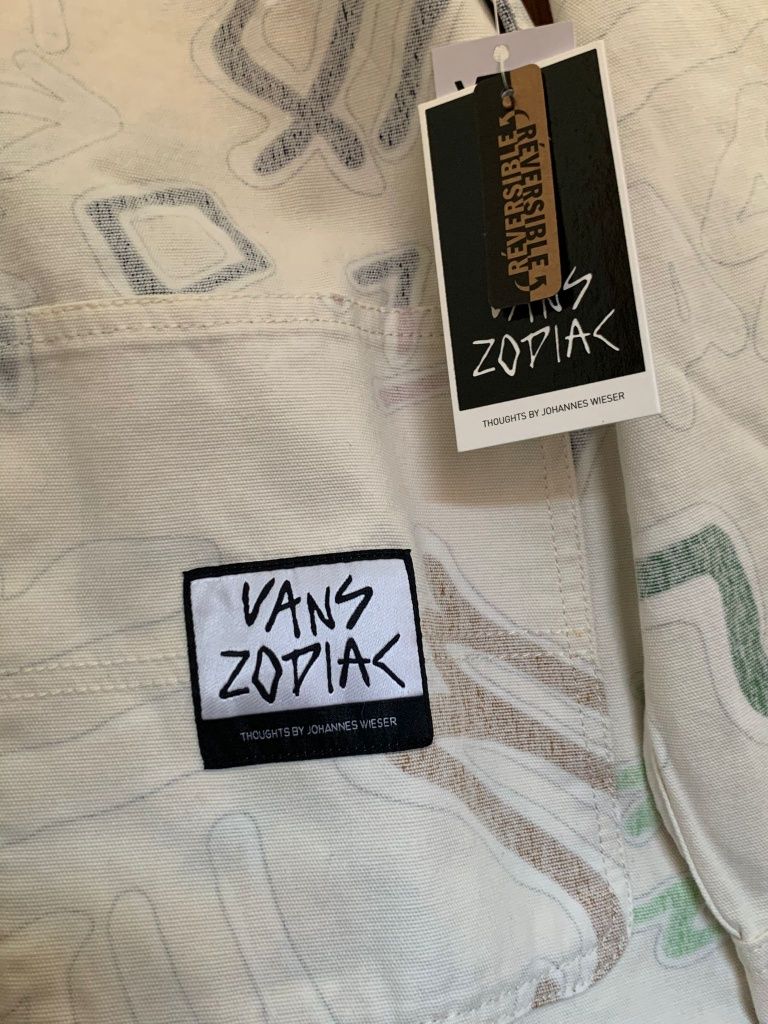 RÉVERSIBLE
RÉVERSIBLE
VANS
ZODIAC
THOUGHTS BY JOHANNES WIESER
VANS
ZODIAC
THOUGHTS BY JOHANNES WIESER